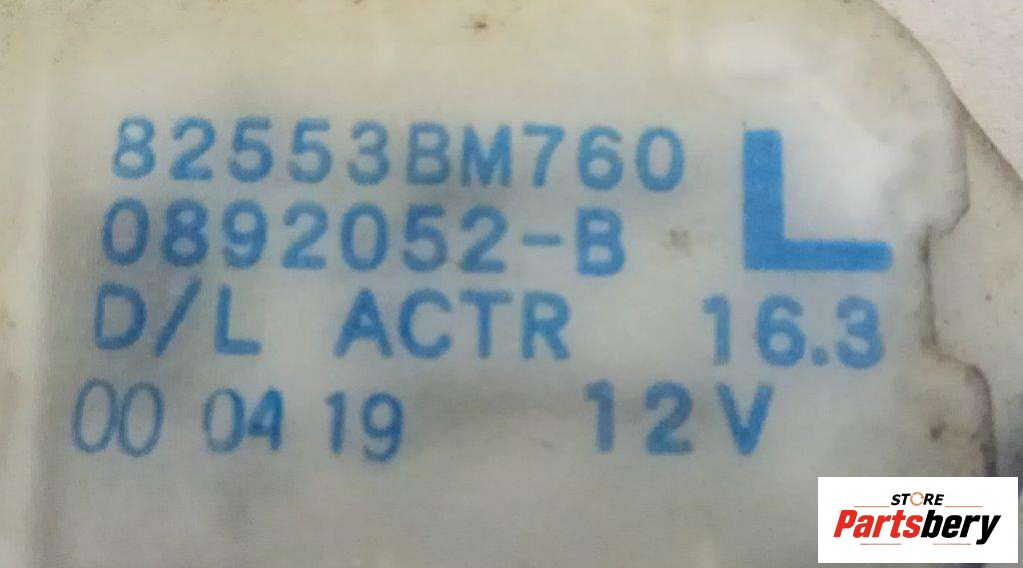 82553BM760
L
0892052-B
D/L ACTR 16.3
00 04 19 12V
STORE
Partsbery